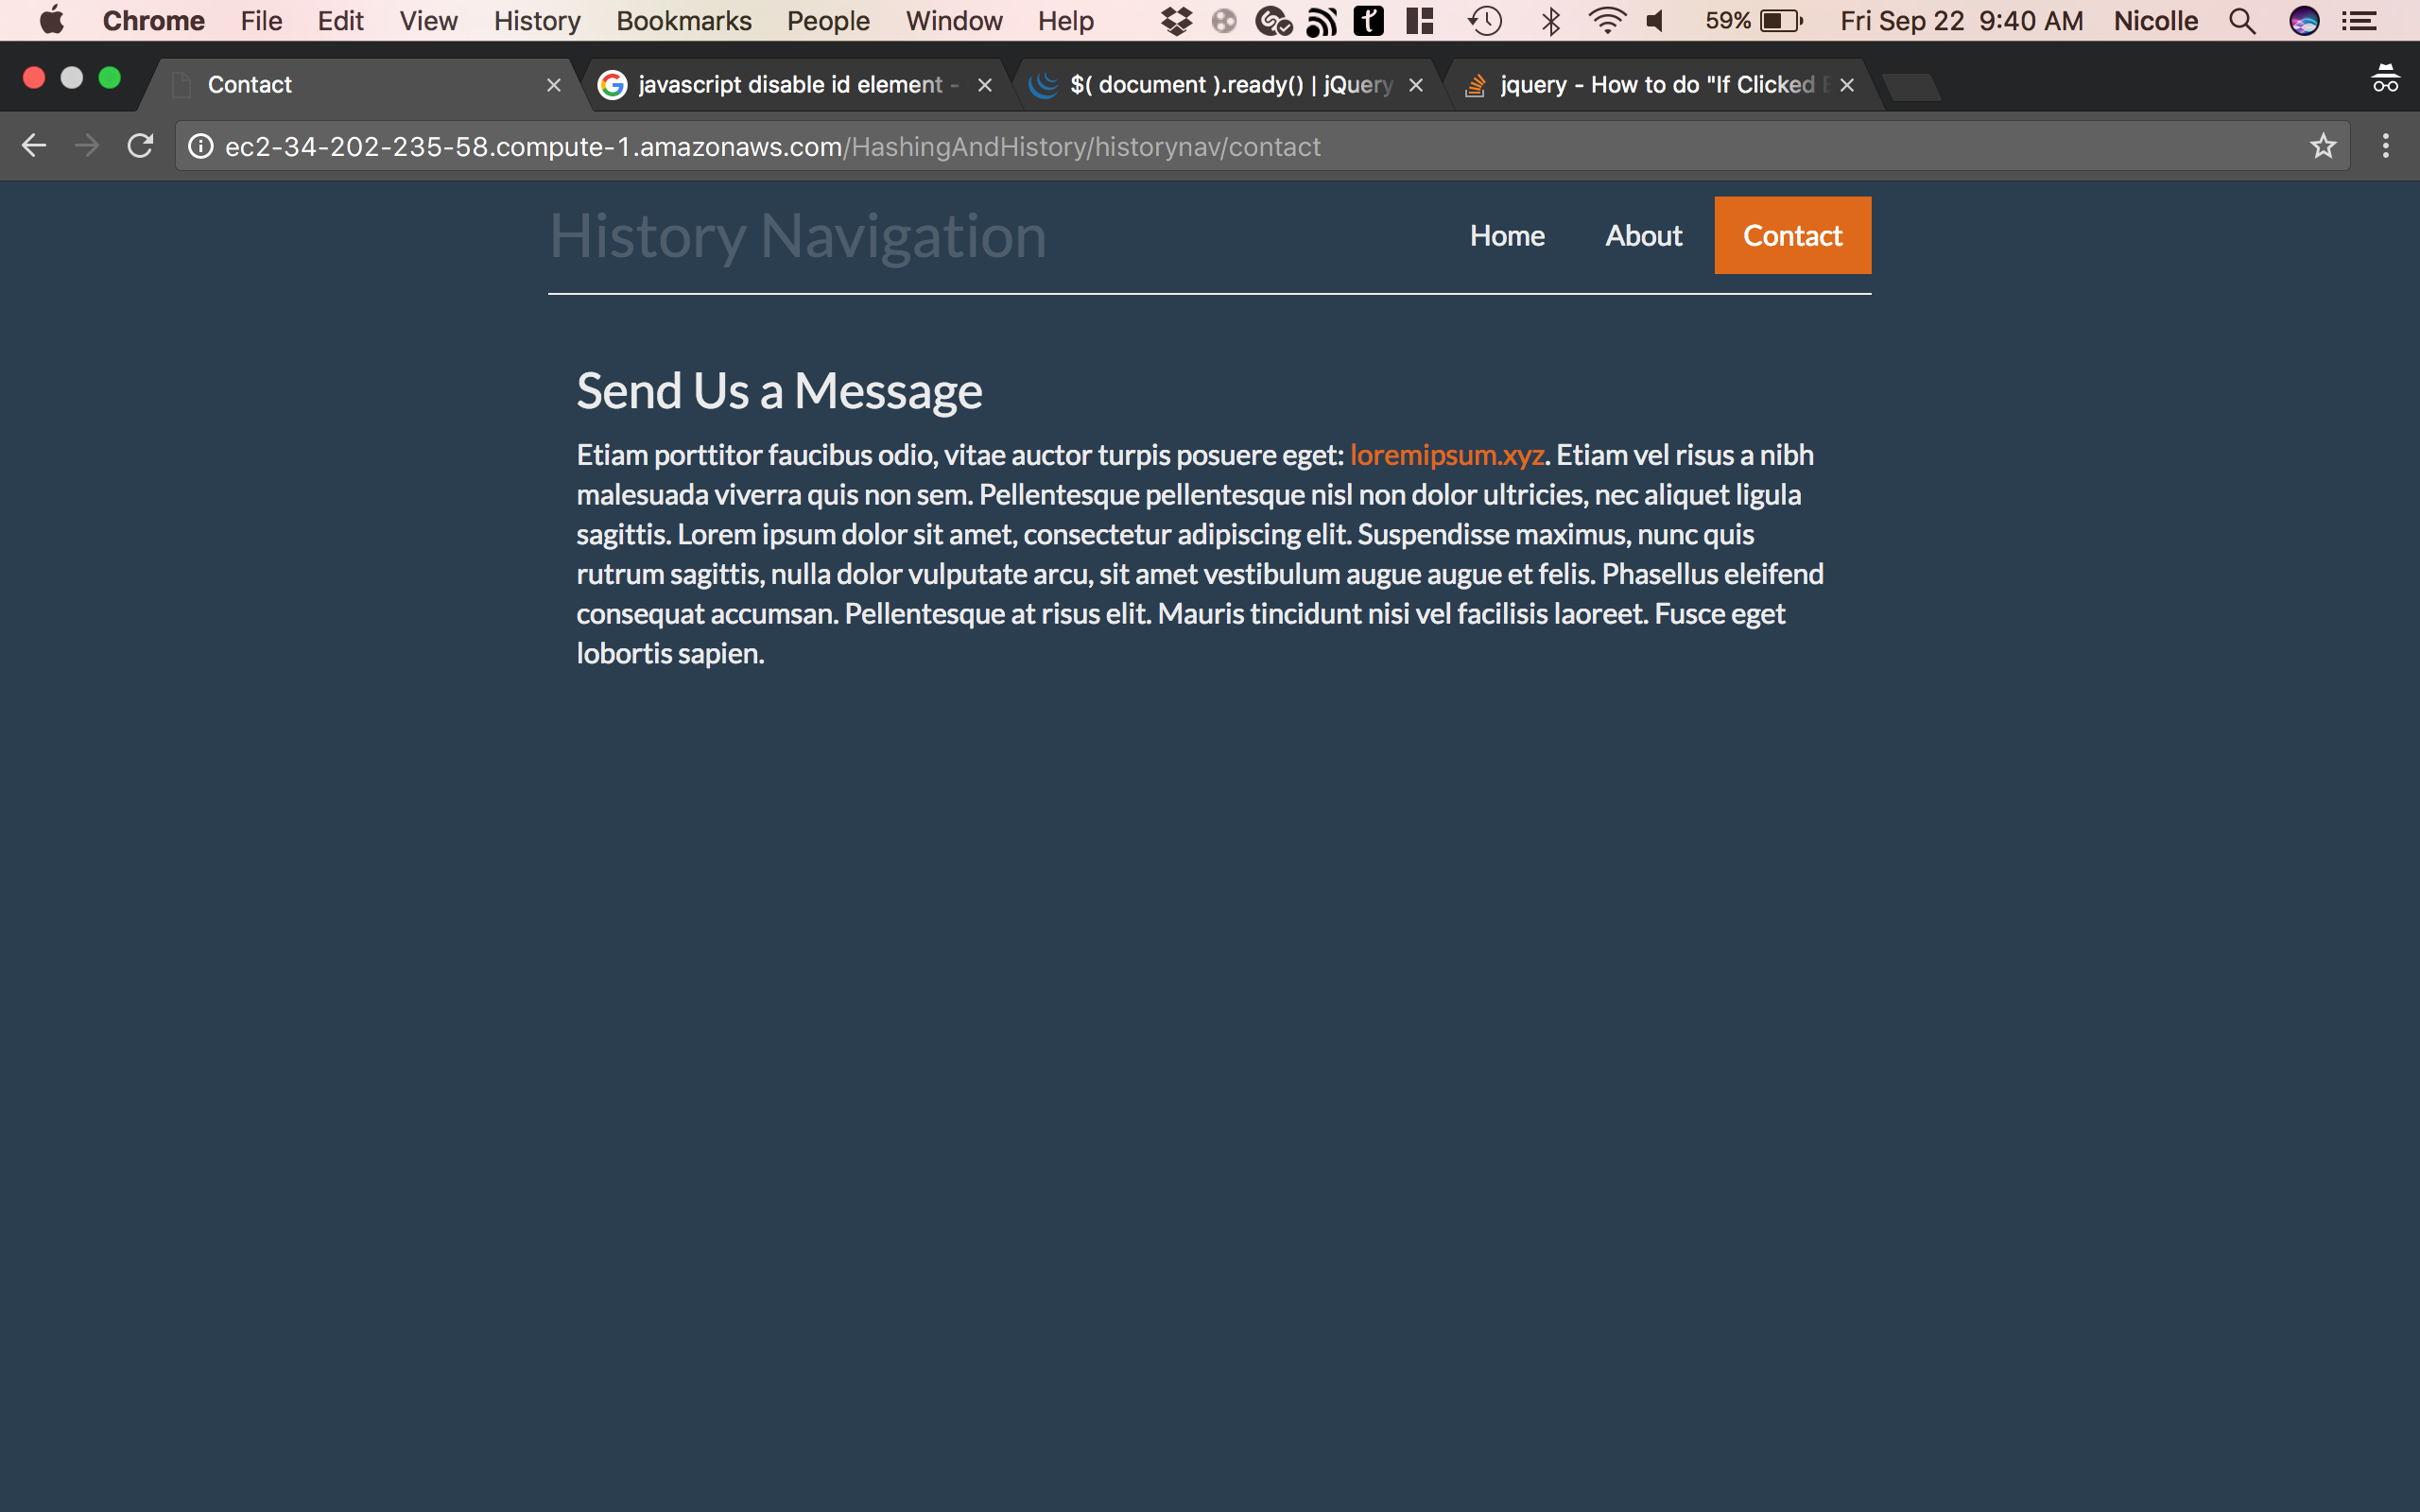 Chrome File Edit View History Bookmarks People Window Help 59% Fri Sep 22 9:40 AM Nicolle
Contact javascript disable id element - $( document ).ready() | jQuery jquery - How to do "If Clicked
ec2-34-202-235-58.compute-1.amazonaws.com/HashingAndHistory/historynav/contact
History Navigation Home About Contact
Send Us a Message
Etiam porttitor faucibus odio, vitae auctor turpis posuere eget: loremipsum.xyz. Etiam vel risus a nibh
malesuada viverra quis non sem. Pellentesque pellentesque nisl non dolor ultricies, nec aliquet ligula
sagittis. Lorem ipsum dolor sit amet, consectetur adipiscing elit. Suspendisse maximus, nunc quis
rutrum sagittis, nulla dolor vulputate arcu, sit amet vestibulum augue augue et felis. Phasellus eleifend
consequat accumsan. Pellentesque at risus elit. Mauris tincidunt nisi vel facilisis laoreet. Fusce eget
lobortis sapien.